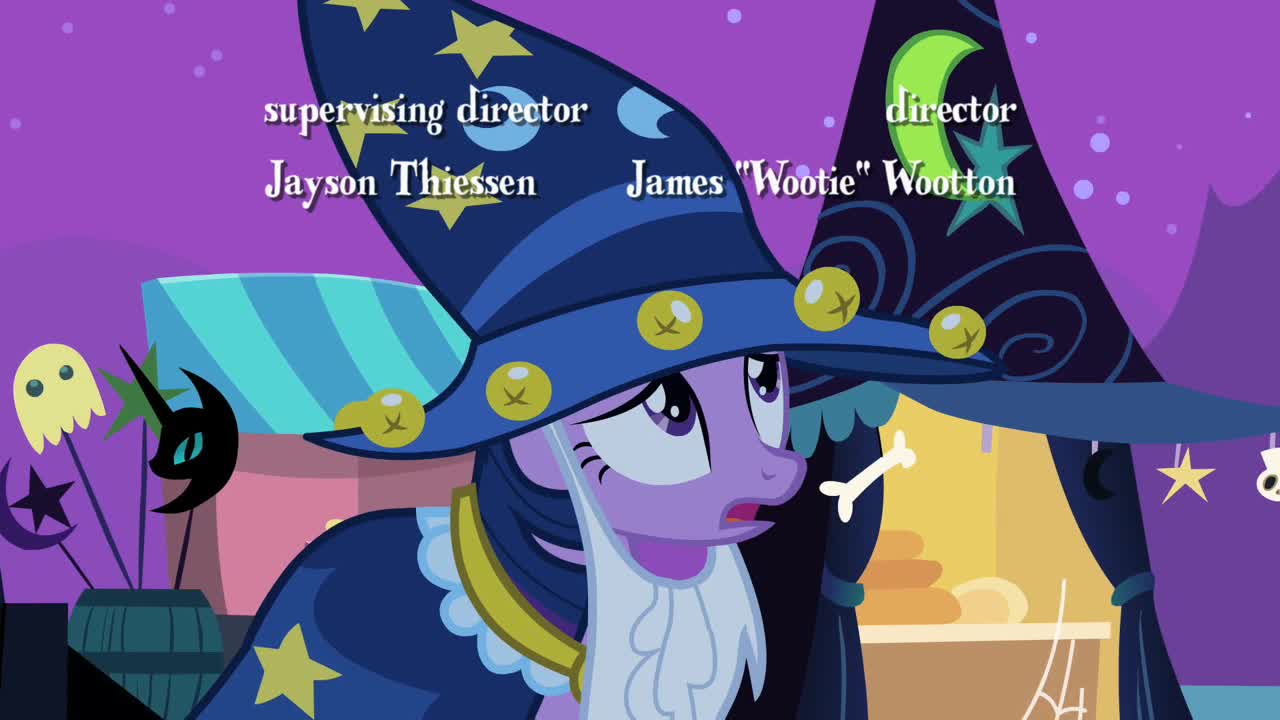 supervising director
Jayson Thiessen
director
James "Wootie" Wootton